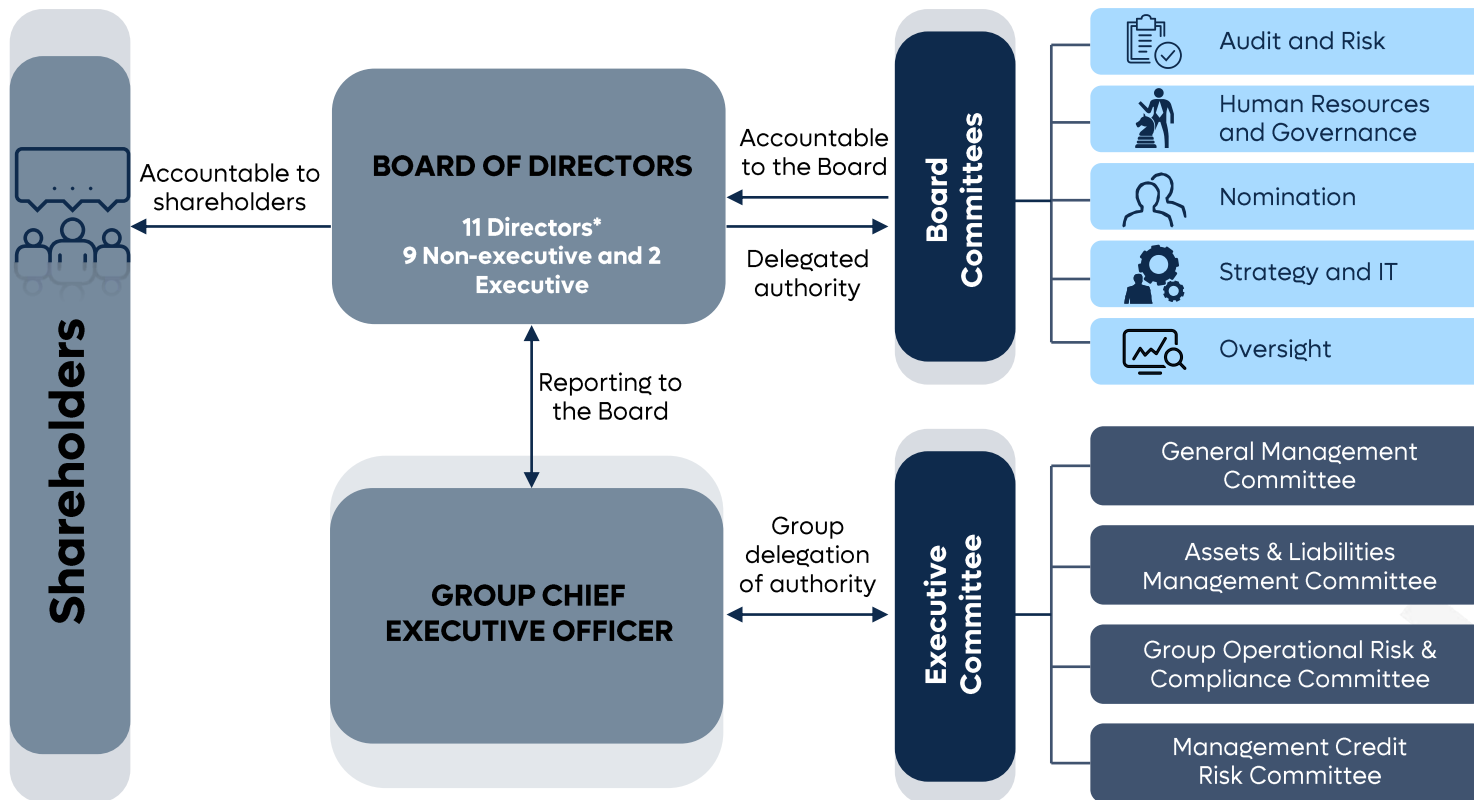 Shareholders
Accountable to
shareholders
BOARD OF DIRECTORS
11 Directors*
9 Non-executive and 2
Executive
Accountable
to the Board
Delegated
authority
Board
Committees
Audit and Risk
Human Resources
and Governance
Nomination
Strategy and IT
Oversight
Reporting to
the Board
GROUP CHIEF
EXECUTIVE OFFICER
Group
delegation
of authority
Executive
Committee
General Management
Committee
Assets & Liabilities
Management Committee
Group Operational Risk &
Compliance Committee
Management Credit
Risk Committee